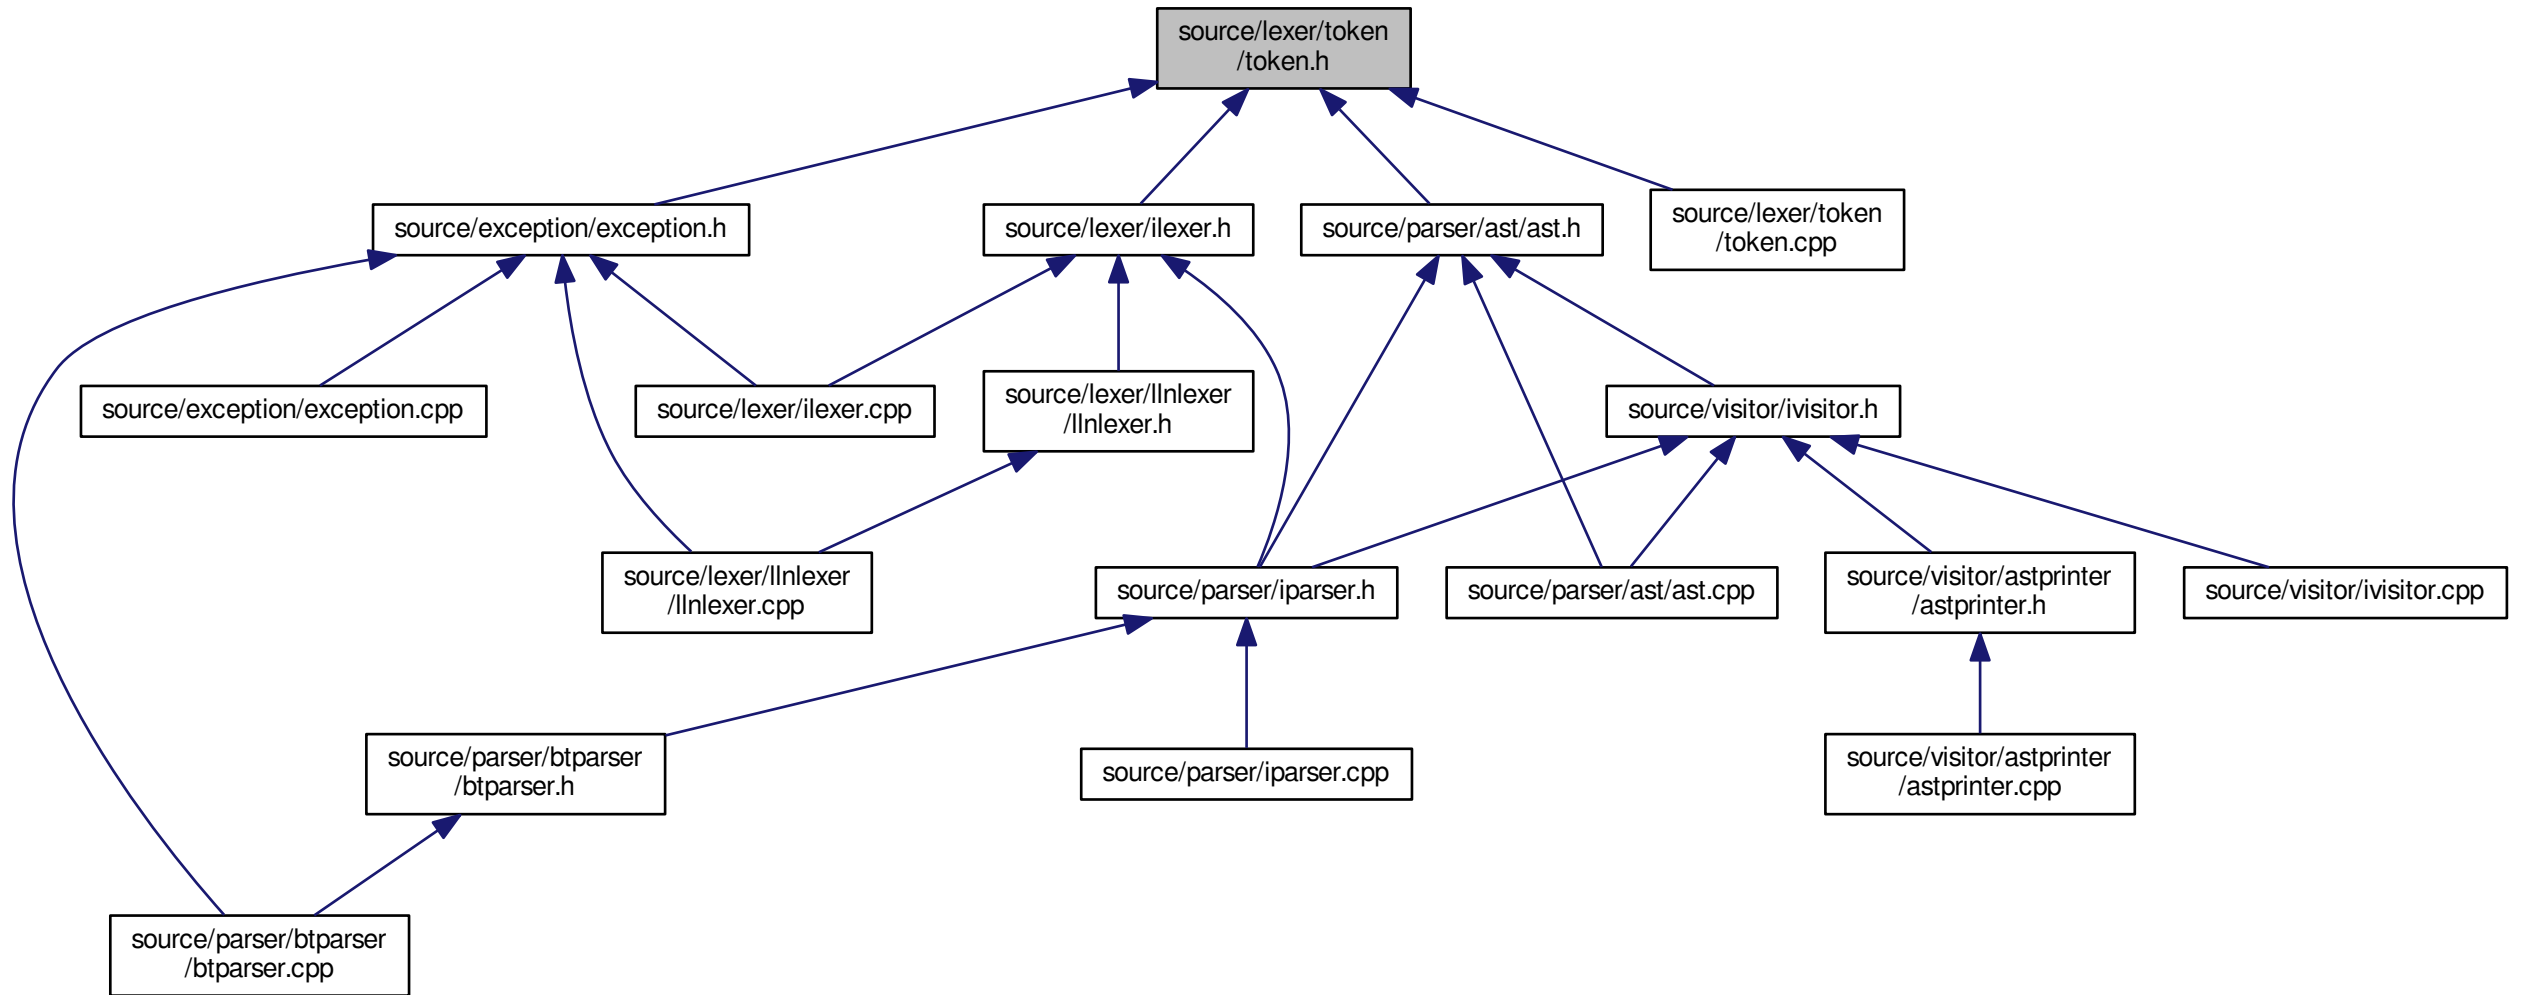 source/lexer/token
/token.h
source/exception/exception.h
source/lexer/ilexer.h
source/parser/ast/ast.h
source/lexer/token
/token.cpp
source/exception/exception.cpp
source/lexer/ilexer.cpp
source/lexer/llnlexer
/llnlexer.h
source/visitor/ivisitor.h
source/lexer/llnlexer
/llnlexer.cpp
source/parser/iparser.h
source/parser/ast/ast.cpp
source/visitor/astprinter
/astprinter.h
source/visitor/ivisitor.cpp
source/parser/btparser
/btparser.h
source/parser/iparser.cpp
source/visitor/astprinter
/astprinter.cpp
source/parser/btparser
/btparser.cpp